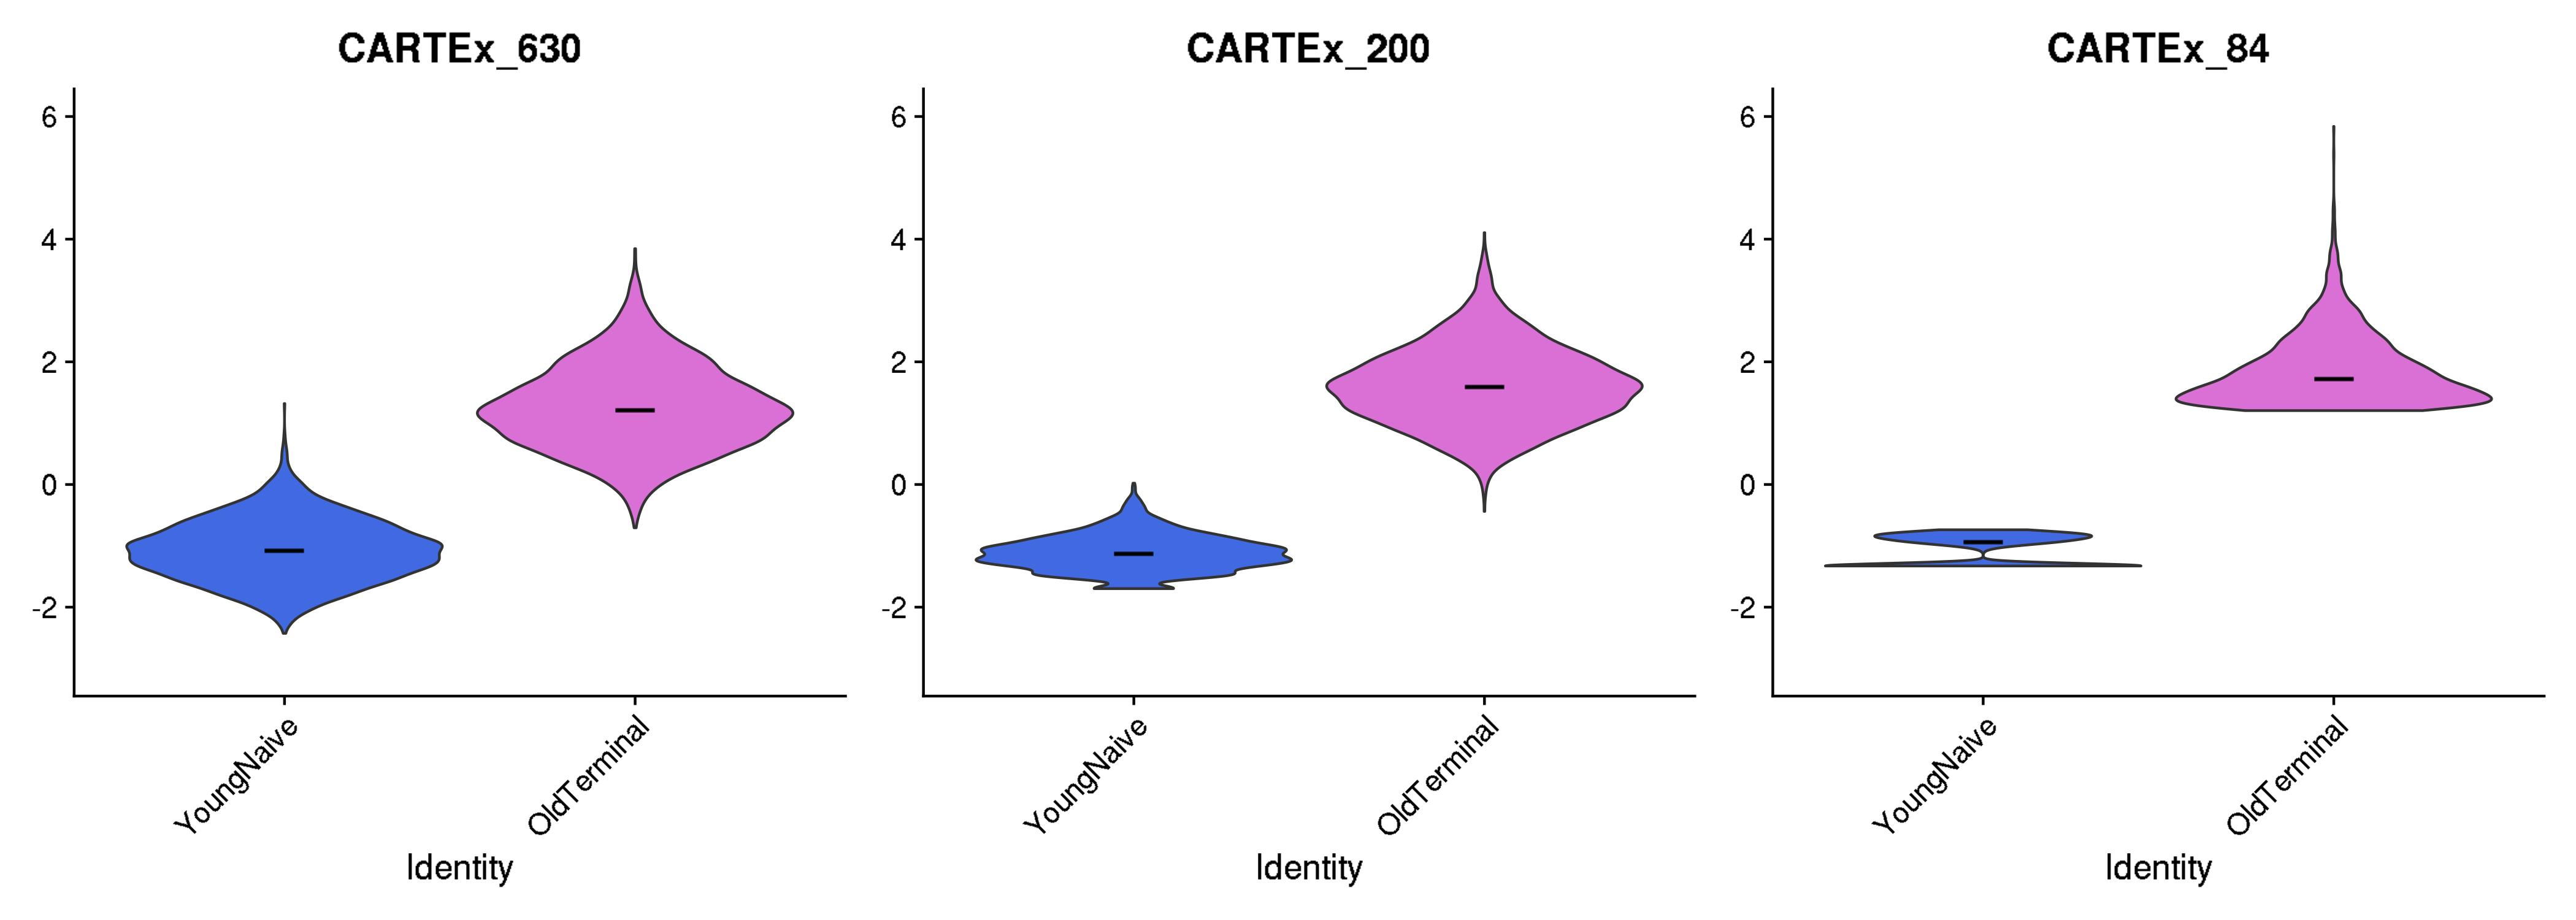 CARTEx_630
6
4
2
0
-2
YoungNaive
OldTerminal
Identity
CARTEx_200
6
4
2
0
-2
YoungNaive
OldTerminal
Identity
CARTEx_84
6
4
2
0
-2
YoungNaive
OldTerminal
Identity